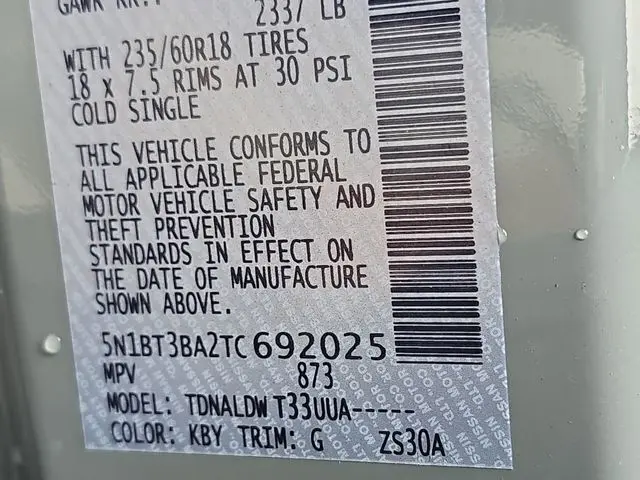 GAWR RR:
2337 LB
WITH 235/60R18 TIRES
18 x 7.5 RIMS AT 30 PSI
COLD SINGLE
THIS VEHICLE CONFORMS TO
ALL APPLICABLE FEDERAL
MOTOR VEHICLE SAFETY AND
THEFT PREVENTION
STANDARDS IN EFFECT ON
THE DATE OF MANUFACTURE
SHOWN ABOVE.
5N1BT3BA2TC692025
MPV 873
MODEL: TDNALDWT33UUA-----
COLOR: KBY TRIM: G ZS30A